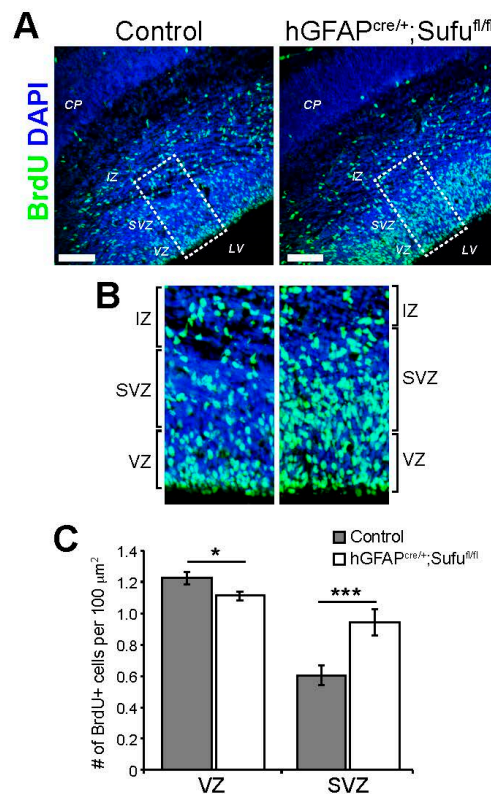 A
Control
hGFAPcre/+;Sufufl/fl
BrdU DAPI
CP
IZ
SVZ
VZ
LV
CP
IZ
SVZ
VZ
LV
B
IZ
SVZ
VZ
IZ
SVZ
VZ
C
Control
hGFAPcre/+;Sufufl/fl
# of BrdU+ cells per 100 μm2
1.4
1.2
1.0
0.8
0.6
0.4
0.2
0
*
***
VZ
SVZ